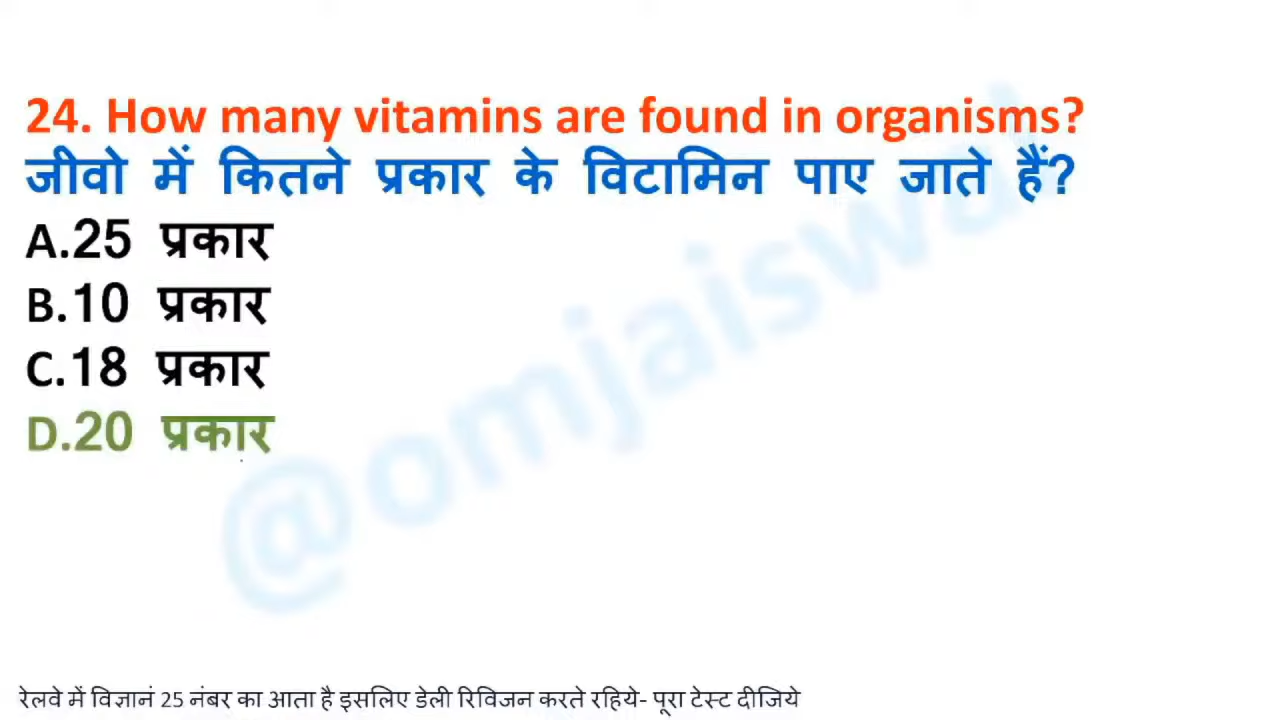 24. How many vitamins are found in organisms?
जीवो में कितने प्रकार के विटामिन पाए जाते हैं?
A.25 प्रकार
B.10 प्रकार
C.18 प्रकार
D.20 प्रकार
@omjaiswal
रेलवे में विज्ञानं 25 नंबर का आता है इसलिए डेली रिविजन करते रहिये- पूरा टेस्ट दीजिये